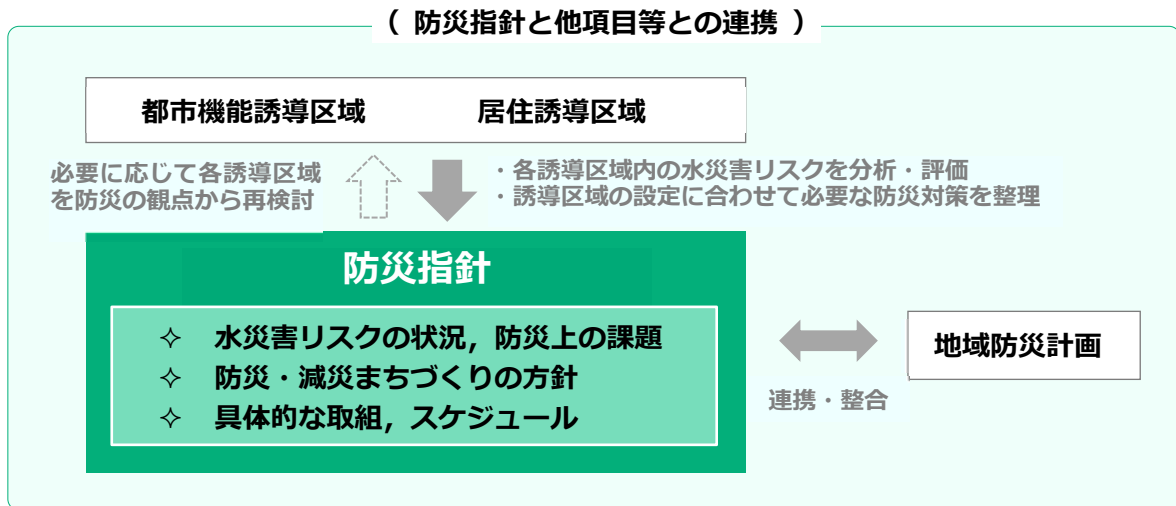 ( 防災指針と他項目等との連携 )
都市機能誘導区域 居住誘導区域
必要に応じて各誘導区域
を防災の観点から再検討
・各誘導区域内の水災害リスクを分析・評価
・誘導区域の設定に合わせて必要な防災対策を整理
防災指針
✧ 水災害リスクの状況，防災上の課題
✧ 防災・減災まちづくりの方針
✧ 具体的な取組，スケジュール
連携・整合
地域防災計画